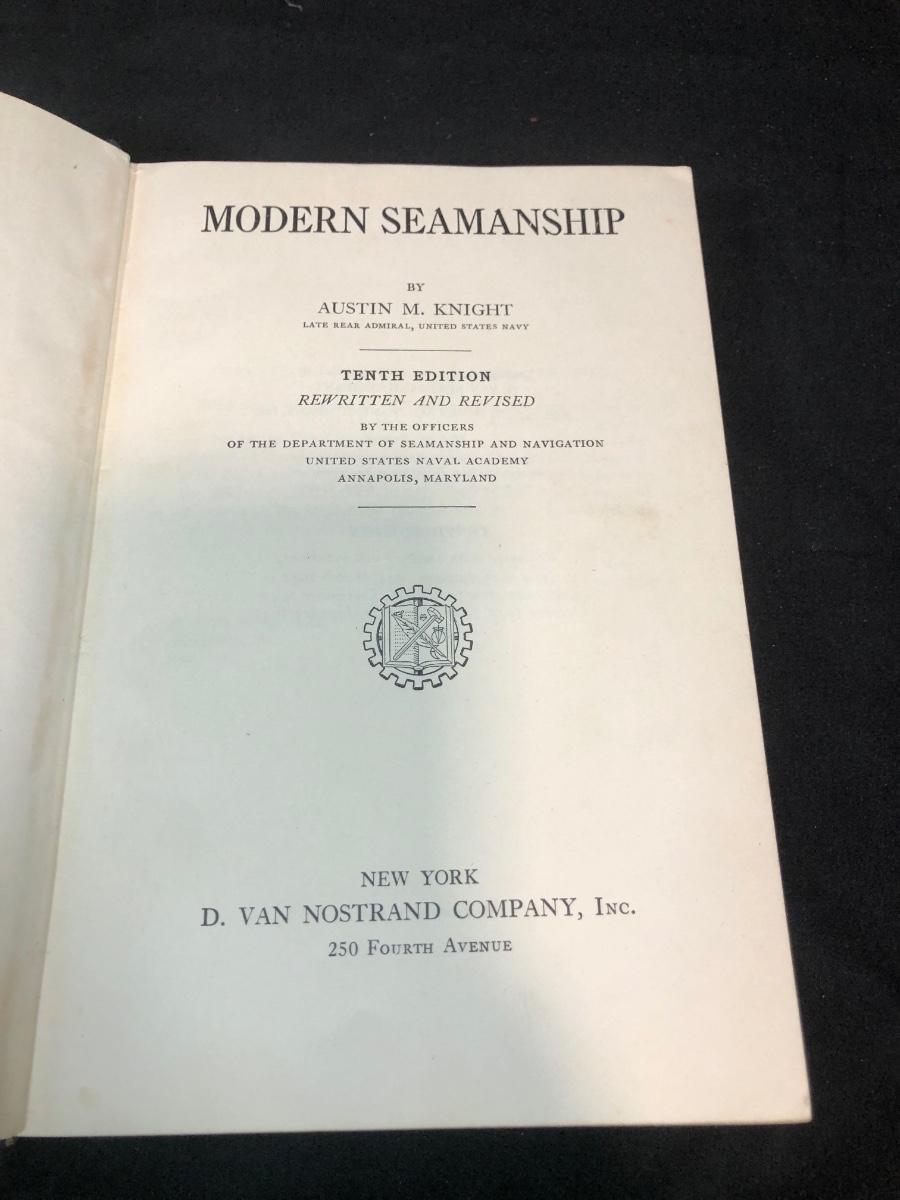 MODERN SEAMANSHIP
BY
AUSTIN M. KNIGHT
LATE REAR ADMIRAL, UNITED STATES NAVY
TENTH EDITION
REWRITTEN AND REVISED
BY THE OFFICERS
OF THE DEPARTMENT OF SEAMANSHIP AND NAVIGATION
UNITED STATES NAVAL ACADEMY
ANNAPOLIS, MARYLAND
NEW YORK
D. VAN NOSTRAND COMPANY, INC.
250 FOURTH AVENUE